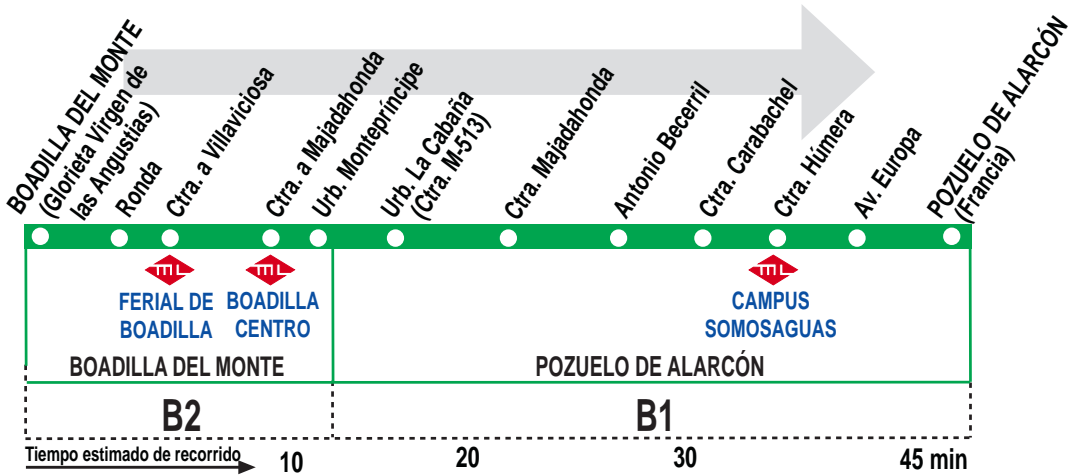 BOADILLA DEL MONTE
(Glorieta Virgen de
las Angustias)
Ronda
Ctra. a Villaviciosa
Ctra. a Majadahonda
Urb. Montepríncipe
Urb. La Cabaña
(Ctra. M-513)
Ctra. Majadahonda
Antonio Becerril
Ctra. Carabachel
Ctra. Húmera
Av. Europa
POZUELO DE ALARCÓN
(Francia)
ML
FERIAL DE
BOADILLA
ML
BOADILLA
CENTRO
ML
CAMPUS
SOMOSAGUAS
BOADILLA DEL MONTE
POZUELO DE ALARCÓN
B2
B1
Tiempo estimado de recorrido
10
20
30
45 min